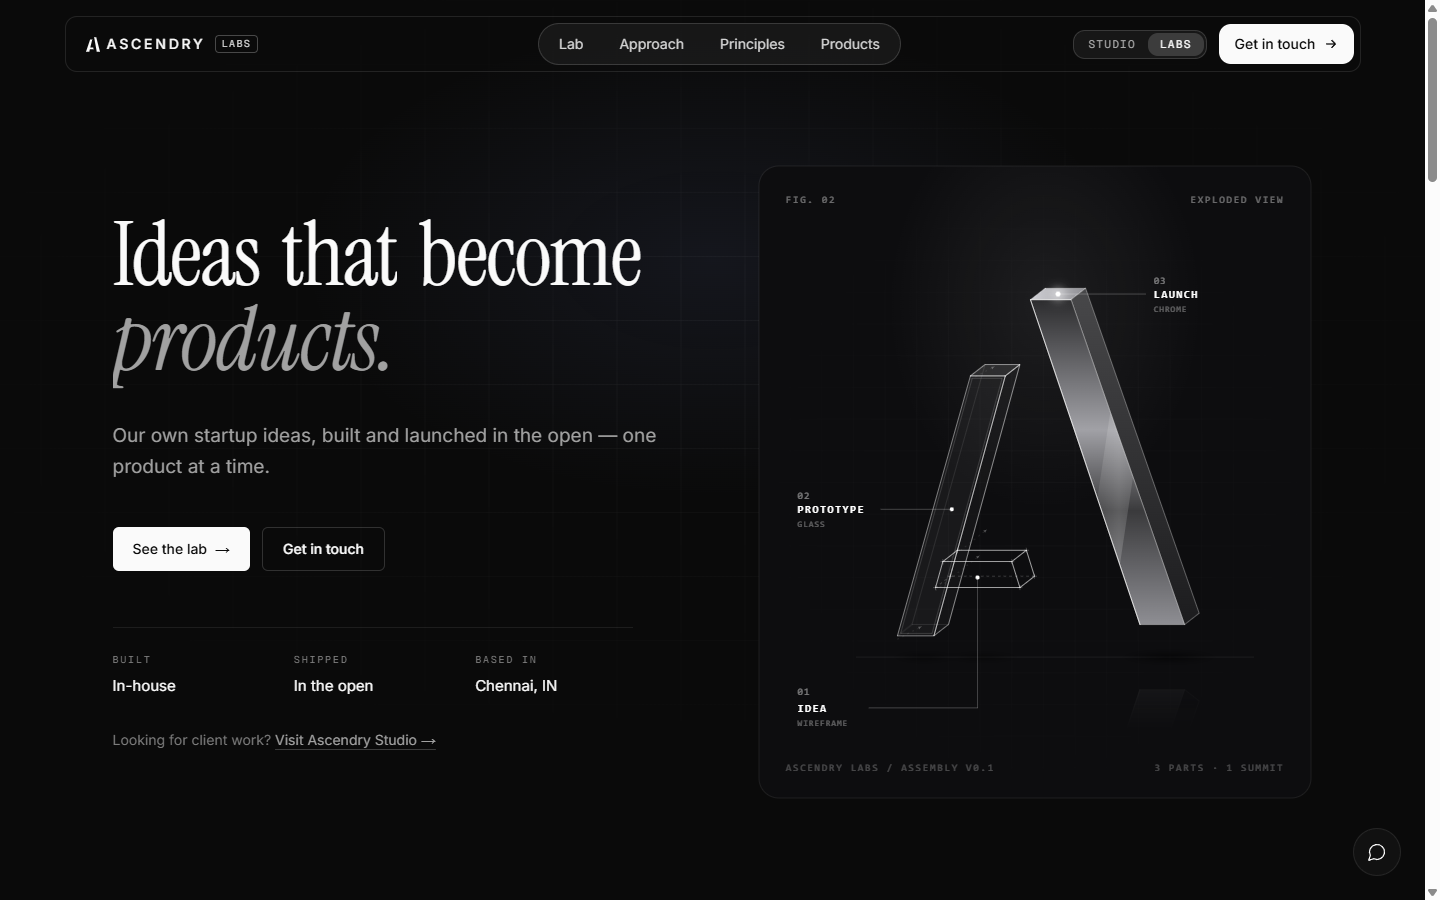 ASCENDRY LABS
Lab Approach Principles Products
STUDIO LABS
Get in touch →
Ideas that become
products.
Our own startup ideas, built and launched in the open — one
product at a time.
See the lab →
Get in touch
BUILT
In-house
SHIPPED
In the open
BASED IN
Chennai, IN
Looking for client work? Visit Ascendry Studio →
FIG. 02
EXPLODED VIEW
03
LAUNCH
CHROME
02
PROTOTYPE
GLASS
01
IDEA
WIREFRAME
ASCENDRY LABS / ASSEMBLY V0.1
3 PARTS · 1 SUMMIT